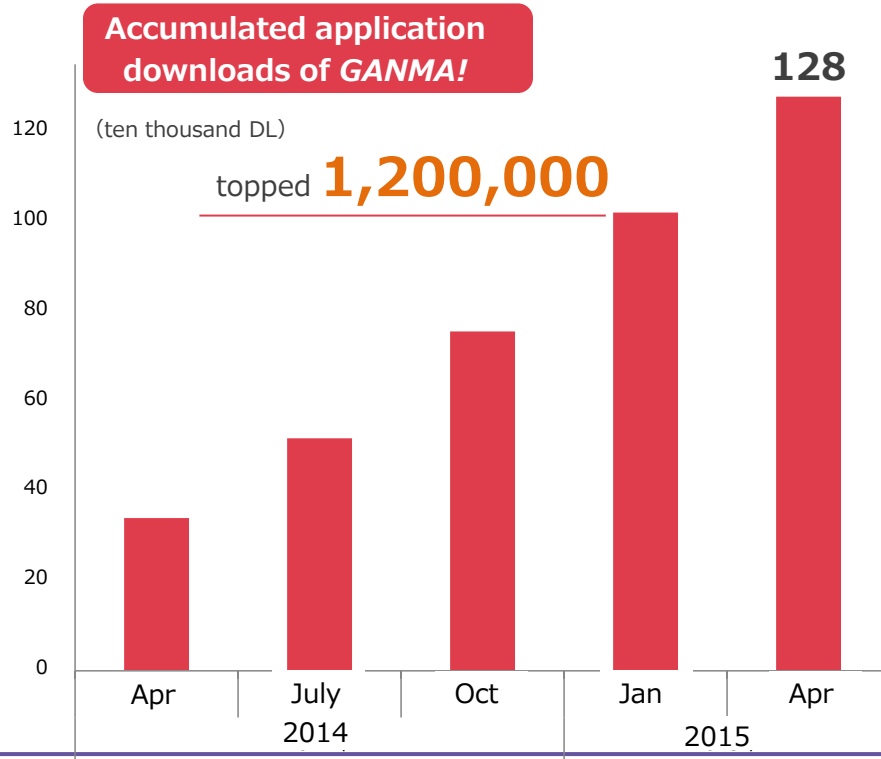 Accumulated application
downloads of GANMA!
128
（ten thousand DL）
topped 1,200,000
120
100
80
60
40
20
0
Apr July Oct Jan Apr
2014 2015